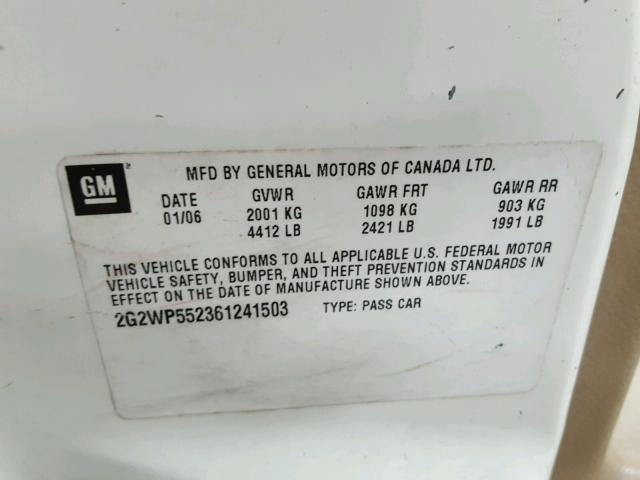 GM
MFD BY GENERAL MOTORS OF CANADA LTD.
DATE GVWR GAWR FRT GAWR RR
01/06 2001 KG 1098 KG 903 KG
4412 LB 2421 LB 1991 LB
THIS VEHICLE CONFORMS TO ALL APPLICABLE U.S. FEDERAL MOTOR
VEHICLE SAFETY, BUMPER, AND THEFT PREVENTION STANDARDS IN
EFFECT ON THE DATE OF MANUFACTURE SHOWN ABOVE.
2G2WP552361241503 TYPE: PASS CAR